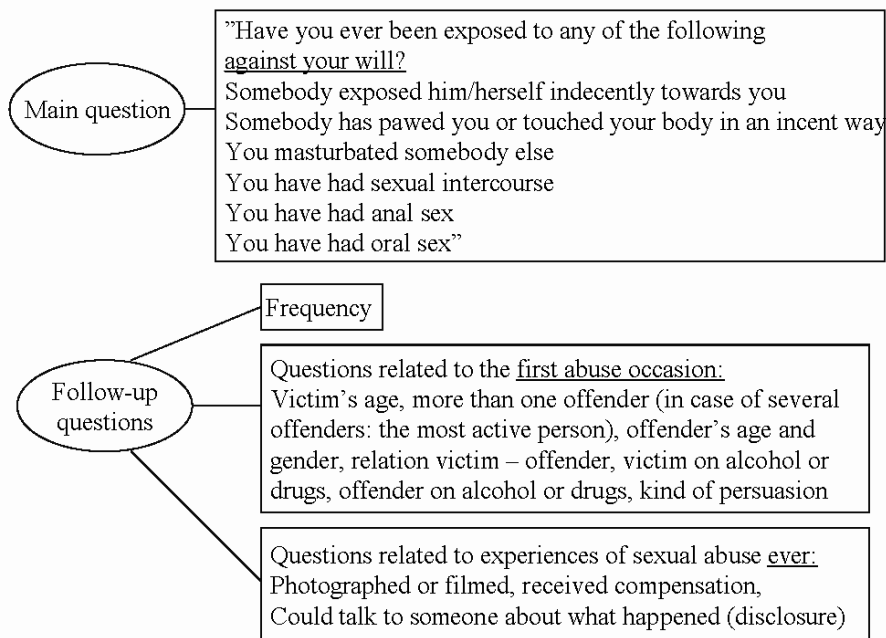 ”Have you ever been exposed to any of the following
against your will?
Main question
Somebody exposed him/herself indecently towards you
Somebody has pawed you or touched your body in an incent way
You masturbated somebody else
You have had sexual intercourse
You have had anal sex
You have had oral sex”
Frequency
Follow-up
questions
Questions related to the first abuse occasion:
Victim’s age, more than one offender (in case of several
offenders: the most active person), offender’s age and
gender, relation victim – offender, victim on alcohol or
drugs, offender on alcohol or drugs, kind of persuasion
Questions related to experiences of sexual abuse ever:
Photographed or filmed, received compensation,
Could talk to someone about what happened (disclosure)